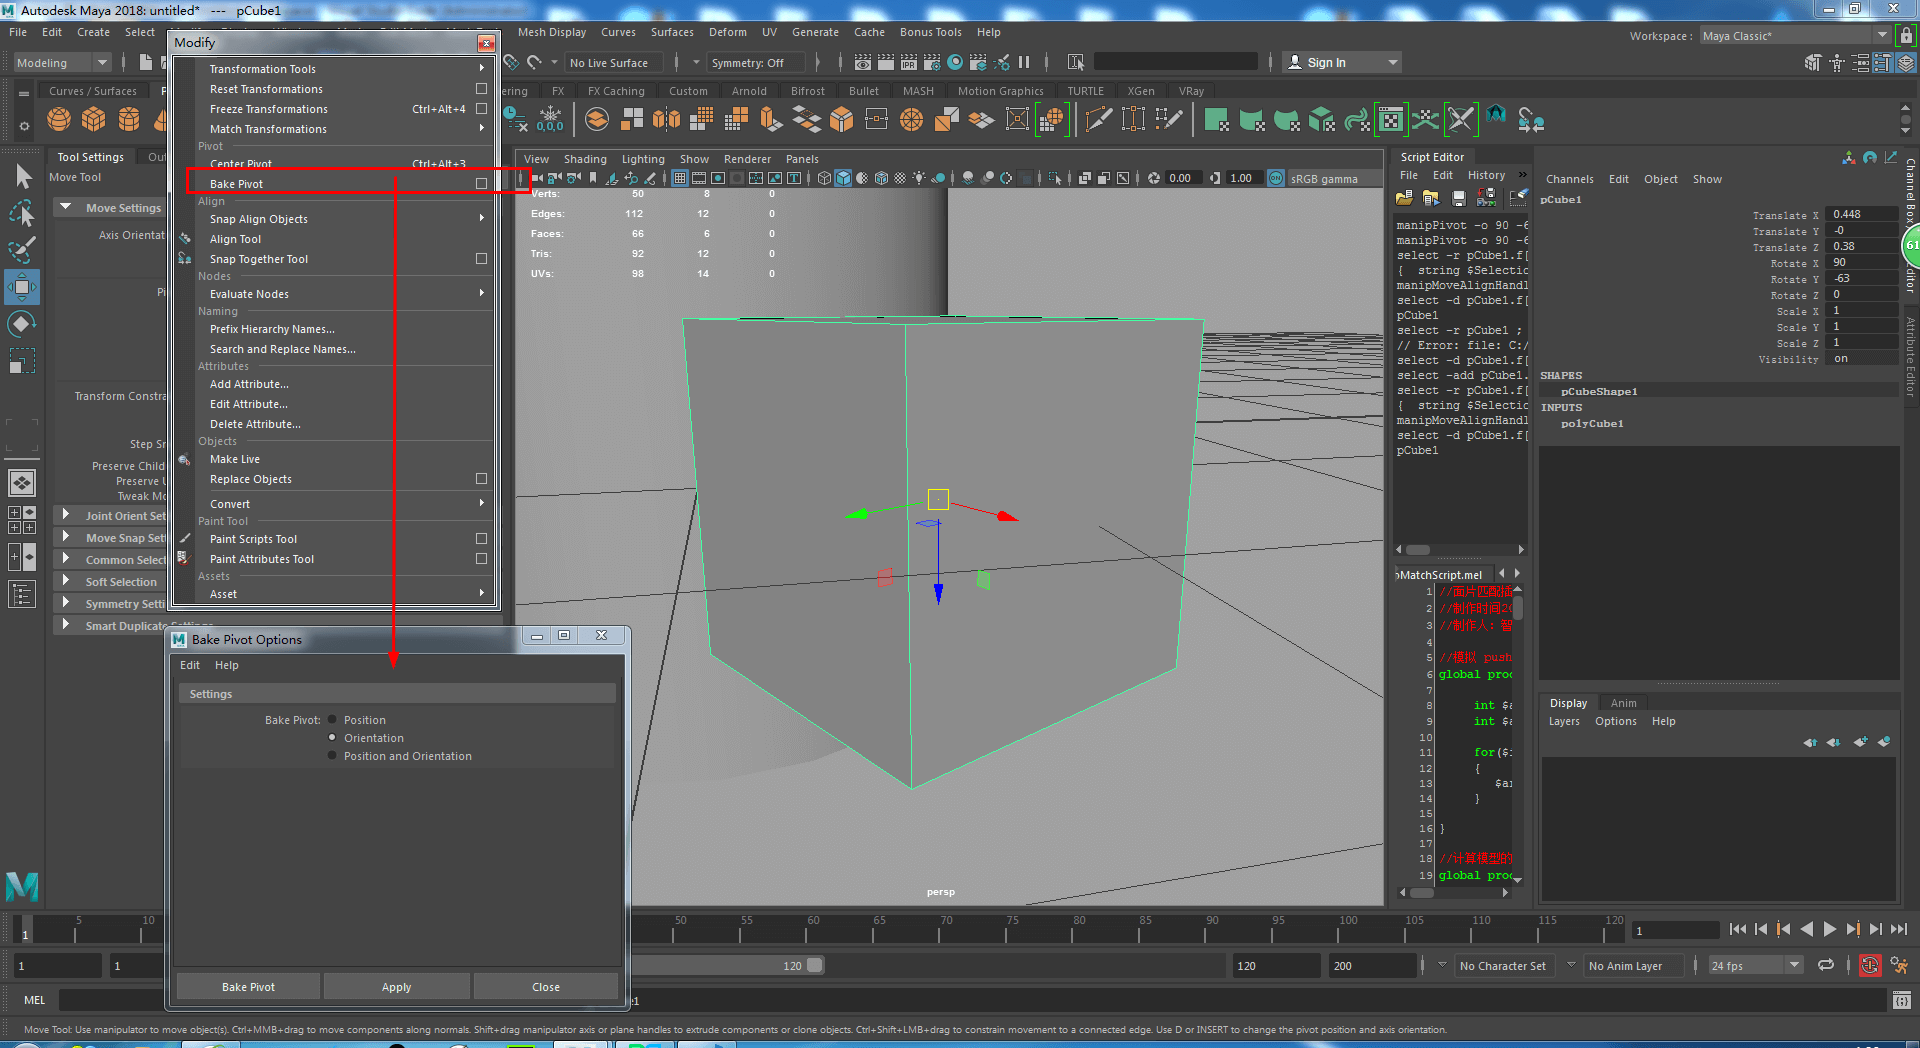 Autodesk Maya 2018: untitled*   ---   pCube1
File Edit Create Select Mesh Display Curves Surfaces Deform UV Generate Cache Bonus Tools Help
Workspace : Maya Classic*
Modeling No Live Surface Symmetry: Off Sign In
Curves / Surfaces FX FX Caching Custom Arnold Bifrost Bullet MASH Motion Graphics TURTLE XGen VRay
0,0,0
Modify
Transformation Tools
Reset Transformations
Freeze Transformations Ctrl+Alt+4
Match Transformations
Pivot
Center Pivot Ctrl+Alt+3
Bake Pivot
Align
Snap Align Objects
Align Tool
Snap Together Tool
Nodes
Evaluate Nodes
Naming
Prefix Hierarchy Names...
Search and Replace Names...
Attributes
Add Attribute...
Edit Attribute...
Delete Attribute...
Objects
Make Live
Replace Objects
Convert
Paint Tool
Paint Scripts Tool
Paint Attributes Tool
Assets
Asset
Tool Settings Out
Move Tool
Move Settings
Axis Orientat
Pi
Transform Constra
Step Sn
Preserve Child
Preserve U
Tweak Mo
Joint Orient Set
Move Snap Set
Common Select
Soft Selection
Symmetry Setti
Smart Duplicate Settings
View Shading Lighting Show Renderer Panels
0.00 1.00 ON sRGB gamma
Verts: 50 8 0
Edges: 112 12 0
Faces: 66 6 0
Tris: 92 12 0
UVs: 98 14 0
persp
Script Editor
File Edit History »
manipPivot -o 90 -6
manipPivot -o 90 -6
select -r pCube1.f[
{  string $Selectio
manipMoveAlignHandl
select -d pCube1.f[
pCube1
select -r pCube1 ;
// Error: file: C:/
select -d pCube1.f[
select -add pCube1.
select -r pCube1.f[
{  string $Selectio
manipMoveAlignHandl
select -d pCube1.f[
pCube1
pMatchScript.mel
1 //面片匹配插
2 //制作时间20
3 //制作人: 智
4
5 //模拟 push
6 global proc
7
8 int $a
9 int $a
10
11 for($i
12 {
13 $ar
14 }
15
16 }
17
18 //计算模型的
19 global proc
Channels Edit Object Show
pCube1
Translate X 0.448
Translate Y -0
Translate Z 0.38
Rotate X 90
Rotate Y -63
Rotate Z 0
Scale X 1
Scale Y 1
Scale Z 1
Visibility on
SHAPES
pCubeShape1
INPUTS
polyCube1
Channel Box
61
Editor
Attribute Editor
Display Anim
Layers Options Help
Bake Pivot Options
Edit Help
Settings
Bake Pivot: Position
Orientation
Position and Orientation
Bake Pivot Apply Close
1 5 10 50 55 60 65 70 75 80 85 90 95 100 105 110 115 120 1
1 1 120 120 200 No Character Set No Anim Layer 24 fps
MEL e1
Move Tool: Use manipulator to move object(s). Ctrl+MMB+drag to move components along normals. Shift+drag manipulator axis or plane handles to extrude components or clone objects. Ctrl+Shift+LMB+drag to constrain movement to a connected edge. Use D or INSERT to change the pivot position and axis orientation.